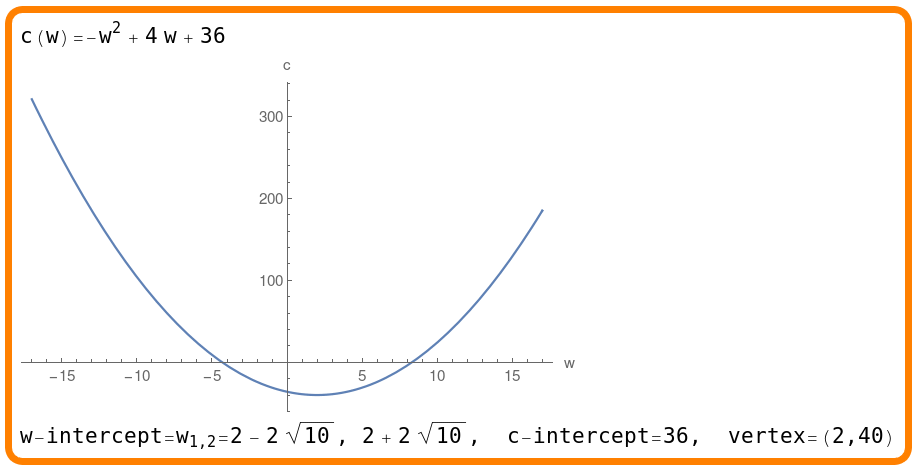 c(w)=-w² + 4 w + 36
c
300
200
100
−15 −10 −5 5 10 15 w
w-intercept=w₁,₂=2 - 2 √10, 2 + 2 √10,  c-intercept=36,  vertex=(2,40)